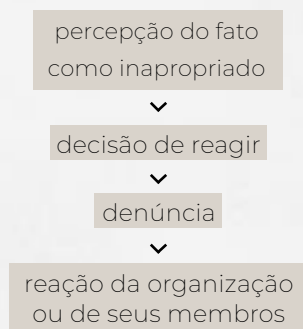 percepção do fato
como inapropriado
decisão de reagir
denúncia
reação da organização
ou de seus membros